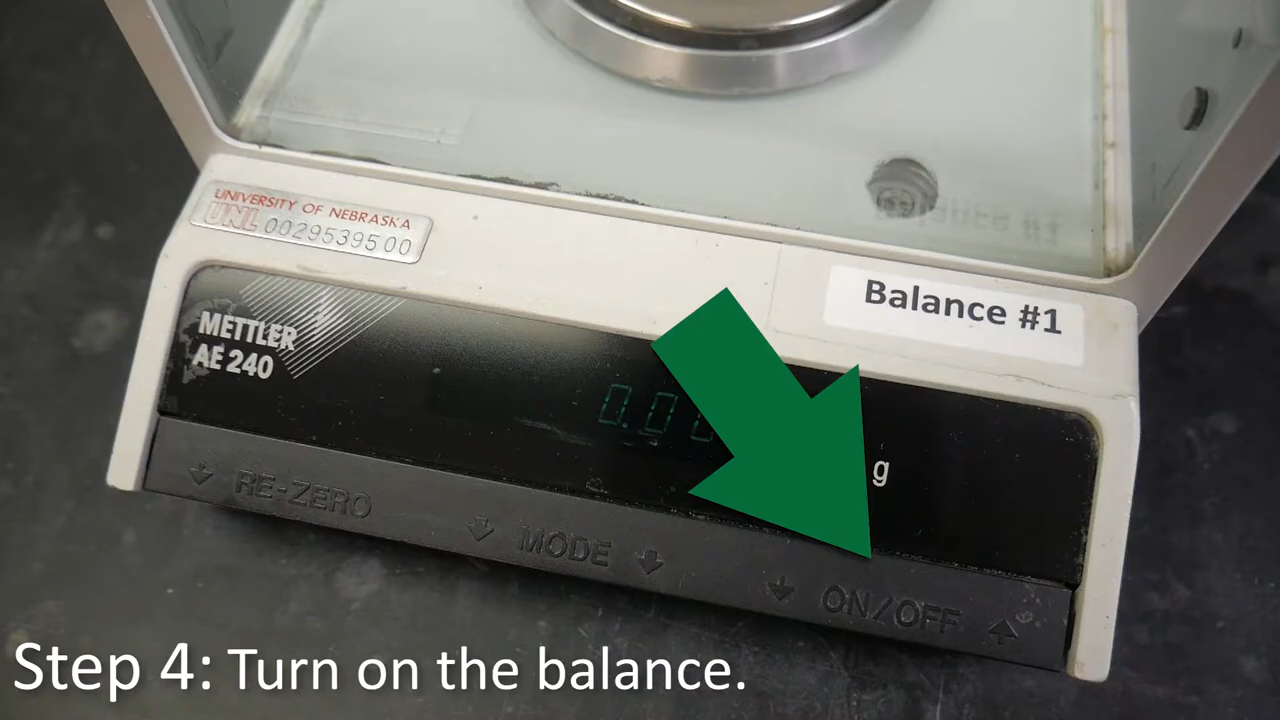 UNIVERSITY OF NEBRASKA
UNL 0029539500
Balance #1
METTLER
AE 240
g
RE-ZERO
MODE
ON/OFF
Step 4: Turn on the balance.